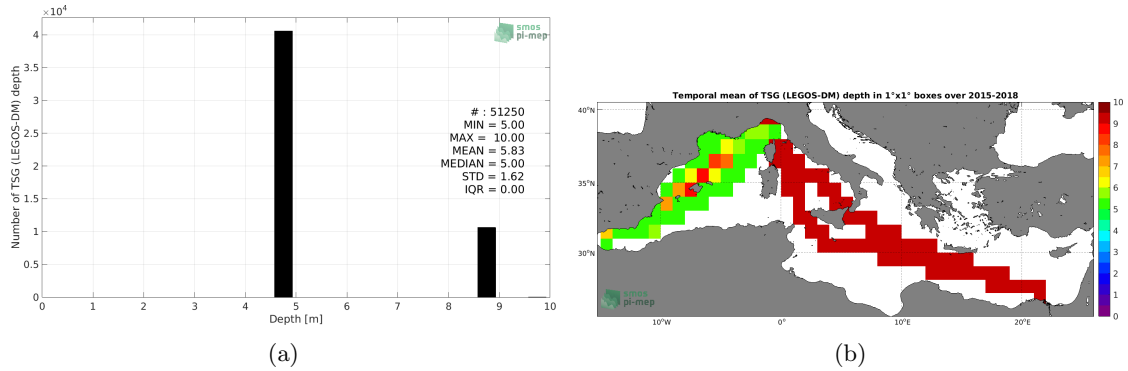 ×10⁴
4
3.5
3
2.5
2
1.5
1
0.5
0
Number of TSG (LEGOS-DM) depth
smos
pi-mep
# : 51250
MIN = 5.00
MAX = 10.00
MEAN = 5.83
MEDIAN = 5.00
STD = 1.62
IQR = 0.00
0 1 2 3 4 5 6 7 8 9 10
Depth [m]
(a)
Temporal mean of TSG (LEGOS-DM) depth in 1°x1° boxes over 2015-2018
40°N
35°N
30°N
10°W 0° 10°E 20°E
smos
pi-mep
10
9
8
7
6
5
4
3
2
1
0
(b)